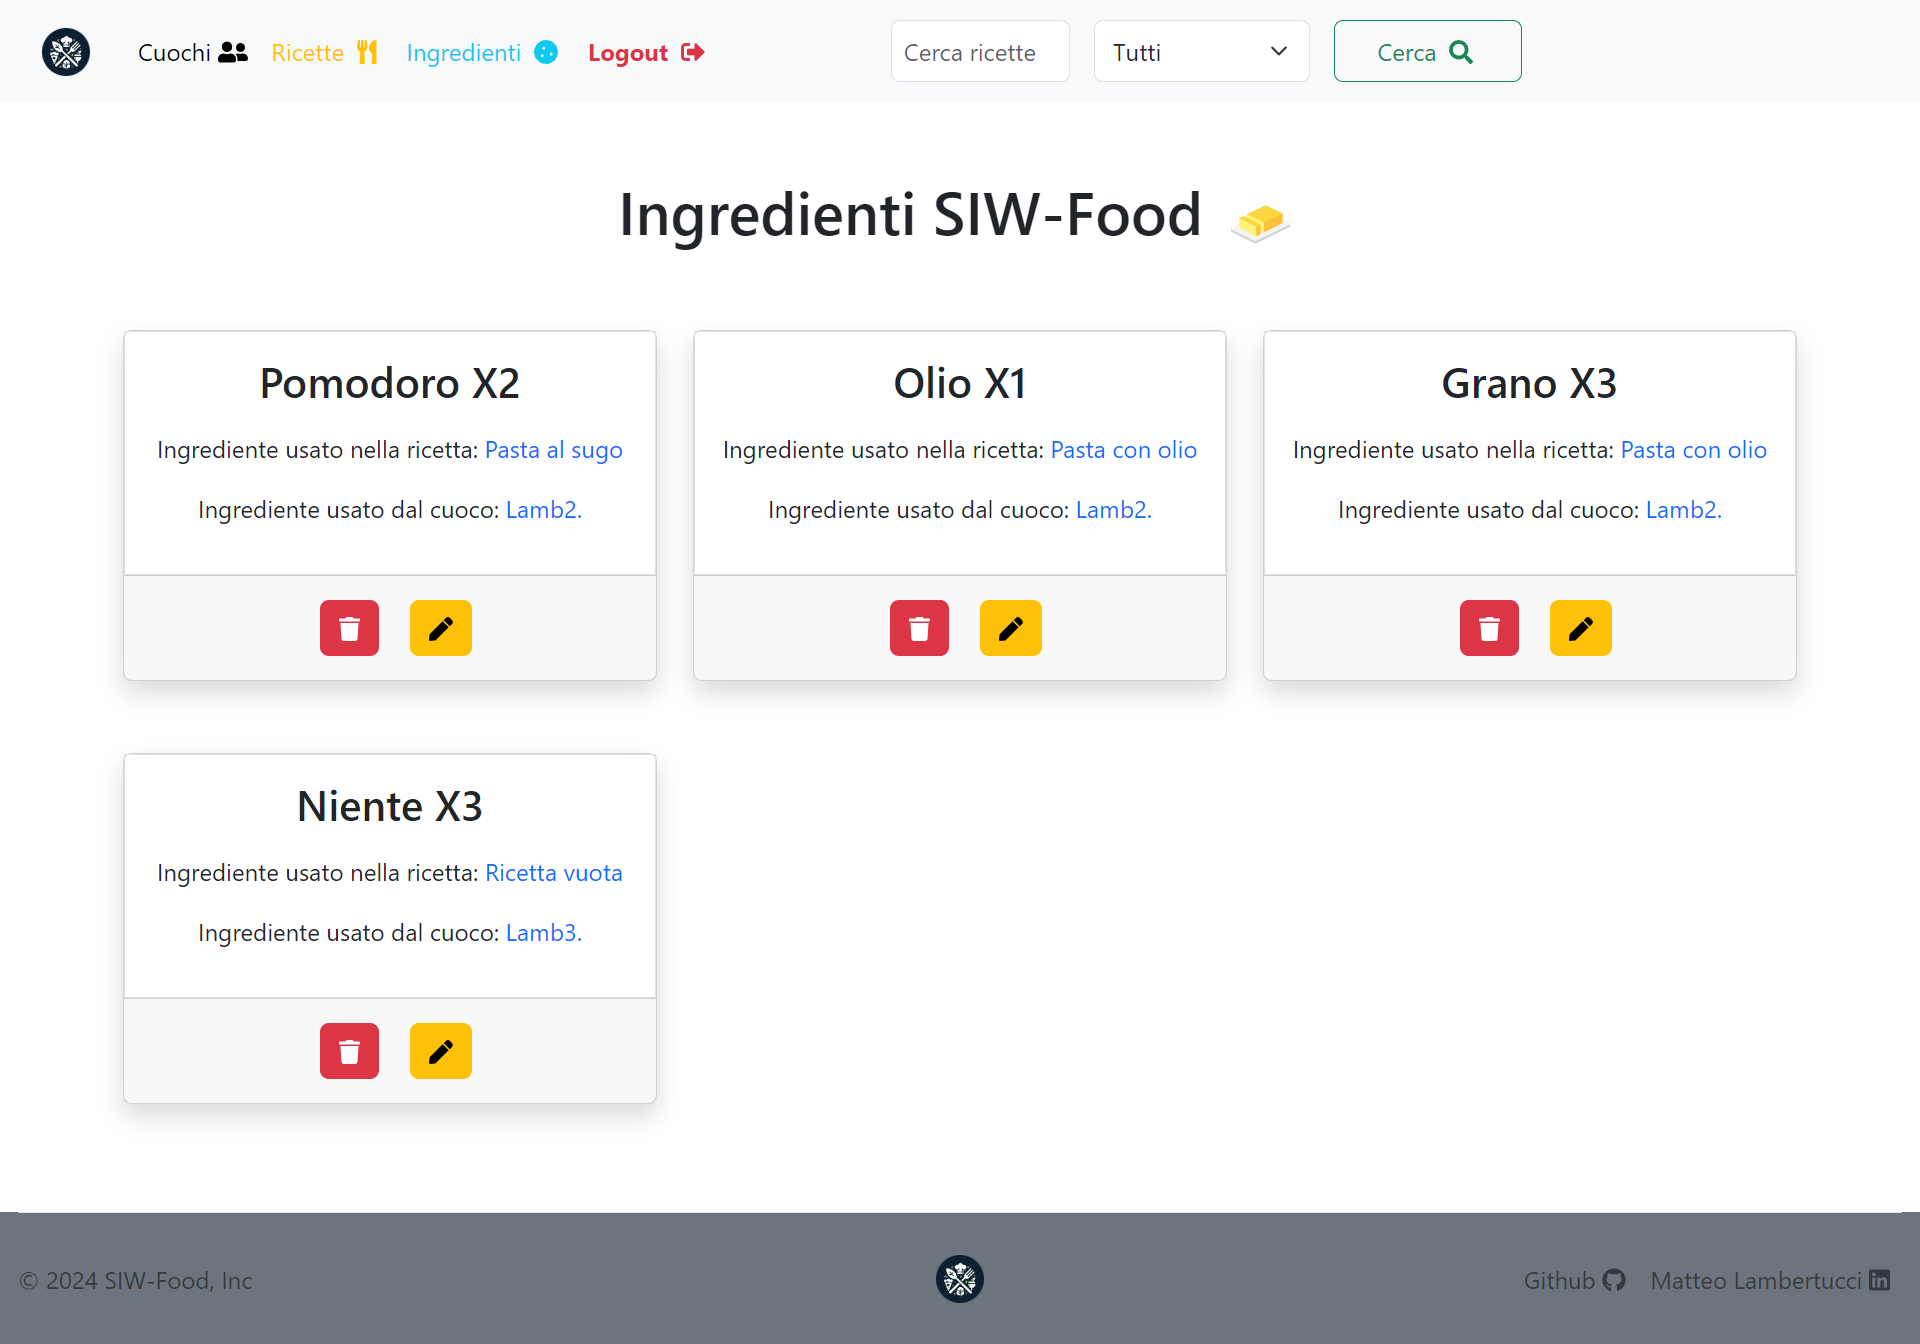 Cuochi Ricette Ingredienti Logout Cerca ricette Tutti Cerca
Ingredienti SIW-Food
Pomodoro X2
Ingrediente usato nella ricetta: Pasta al sugo
Ingrediente usato dal cuoco: Lamb2.
Olio X1
Ingrediente usato nella ricetta: Pasta con olio
Ingrediente usato dal cuoco: Lamb2.
Grano X3
Ingrediente usato nella ricetta: Pasta con olio
Ingrediente usato dal cuoco: Lamb2.
Niente X3
Ingrediente usato nella ricetta: Ricetta vuota
Ingrediente usato dal cuoco: Lamb3.
© 2024 SIW-Food, Inc Github Matteo Lambertucci